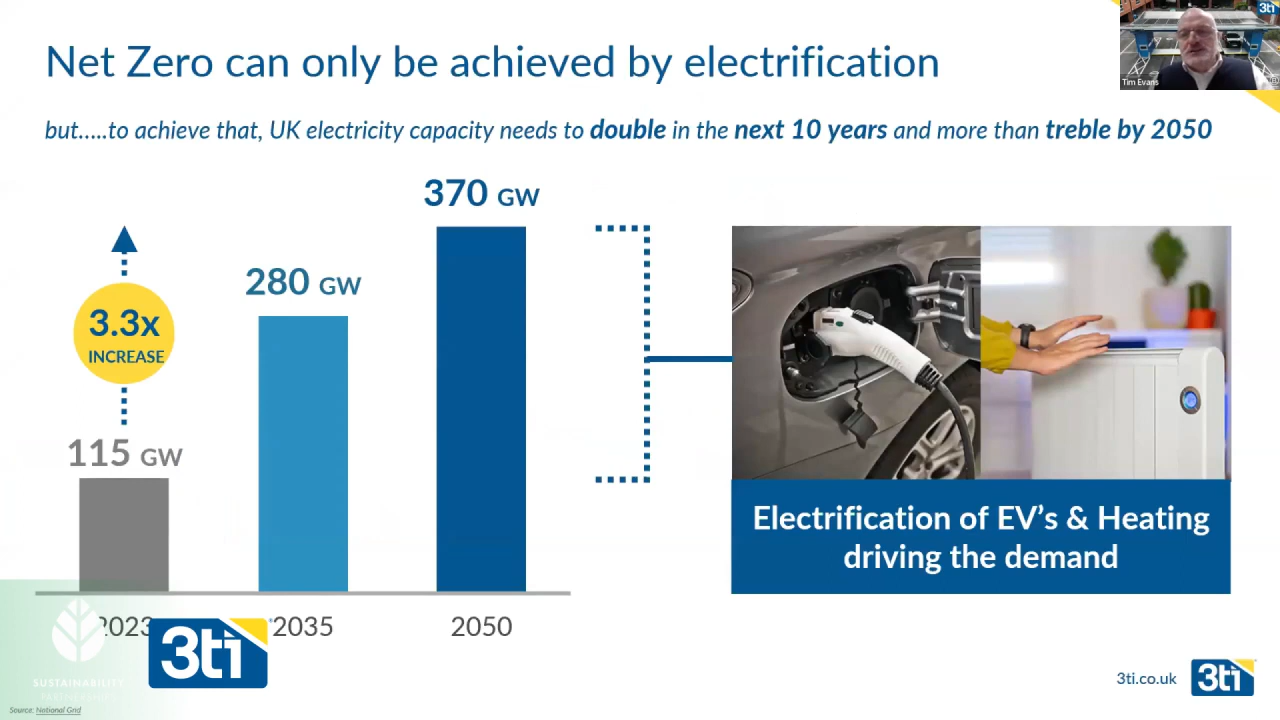 Net Zero can only be achieved by electrification
3ti
Tim Evans
but…..to achieve that, UK electricity capacity needs to double in the next 10 years and more than treble by 2050
370 GW
280 GW
3.3x
INCREASE
115 GW
Electrification of EV's & Heating
driving the demand
2023
2035
2050
3ti
3ti.co.uk
3ti
SUSTAINABILITY
Source: National Grid